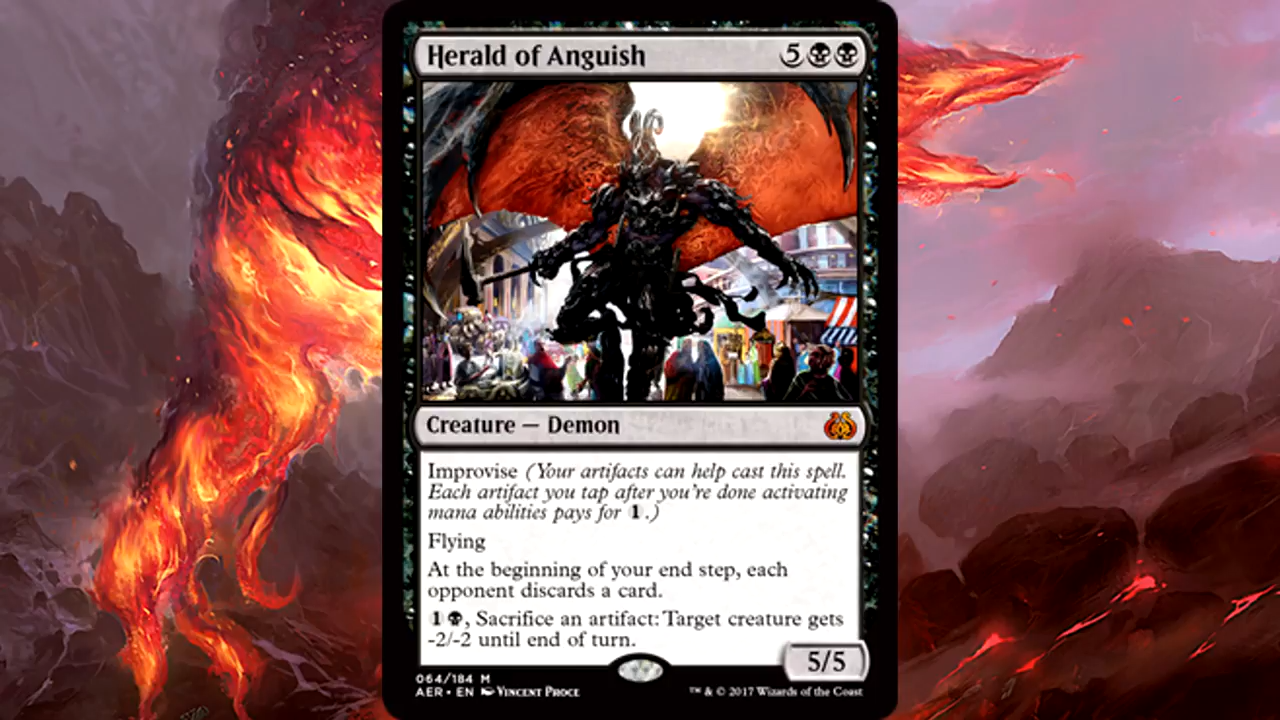 Herald of Anguish 5
Creature — Demon
Improvise (Your artifacts can help cast this spell.
Each artifact you tap after you're done activating
mana abilities pays for 1.)
Flying
At the beginning of your end step, each
opponent discards a card.
1, Sacrifice an artifact: Target creature gets
-2/-2 until end of turn.
5/5
064/184 M
AER • EN Vincent Proce
™ & © 2017 Wizards of the Coast